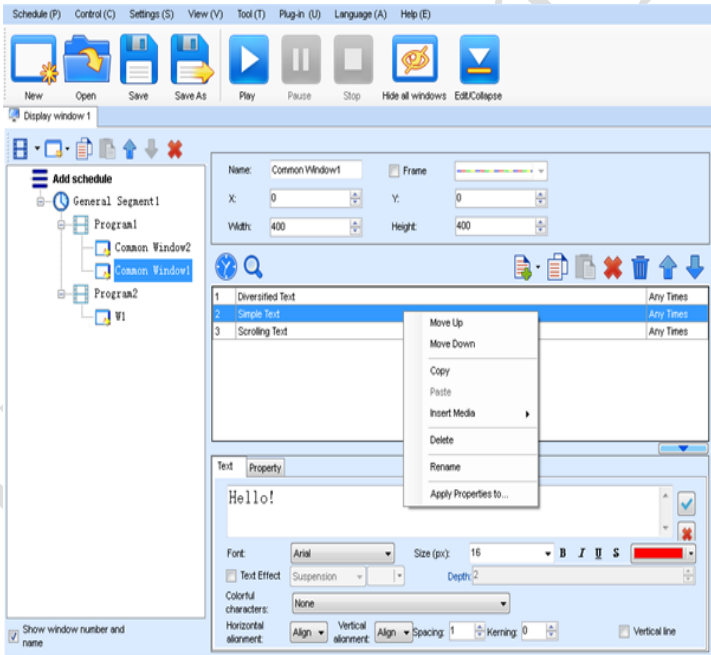 Schedule (P) Control (C) Settings (S) View (V) Tool (T) Plug-in (U) Language (A) Help (E)
New Open Save Save As Play Pause Stop Hide all windows Edit/Collapse
Display window 1
Add schedule
General Segment1
Program1
Common Window2
Common Window1
Program2
W1
Show window number and
name
Name: Common Window1 Frame
X: 0 Y: 0
Width: 400 Height: 400
1 Diversified Text Any Times
2 Simple Text Any Times
3 Scrolling Text Any Times
Move Up
Move Down
Copy
Paste
Insert Media
Delete
Rename
Apply Properties to...
Text Property
Hello!
Font: Arial Size (px): 16 B I U S
Text Effect Suspension Depth: 2
Colorful
characters: None
Horizontal
alignment: Align Vertical
alignment: Align Spacing: 1 Kerning: 0 Vertical line